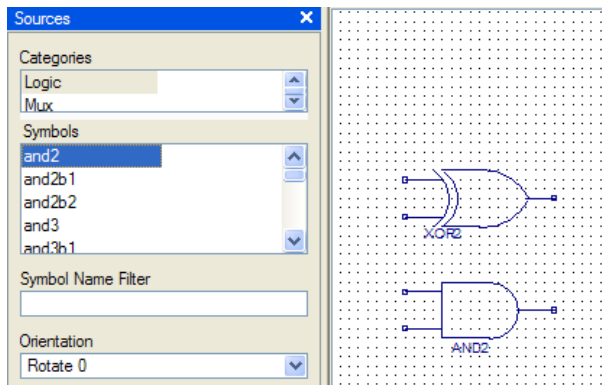 Sources
Categories
Logic
Mux
Symbols
and2
and2b1
and2b2
and3
and3b1
Symbol Name Filter
Orientation
Rotate 0
XOR2
AND2